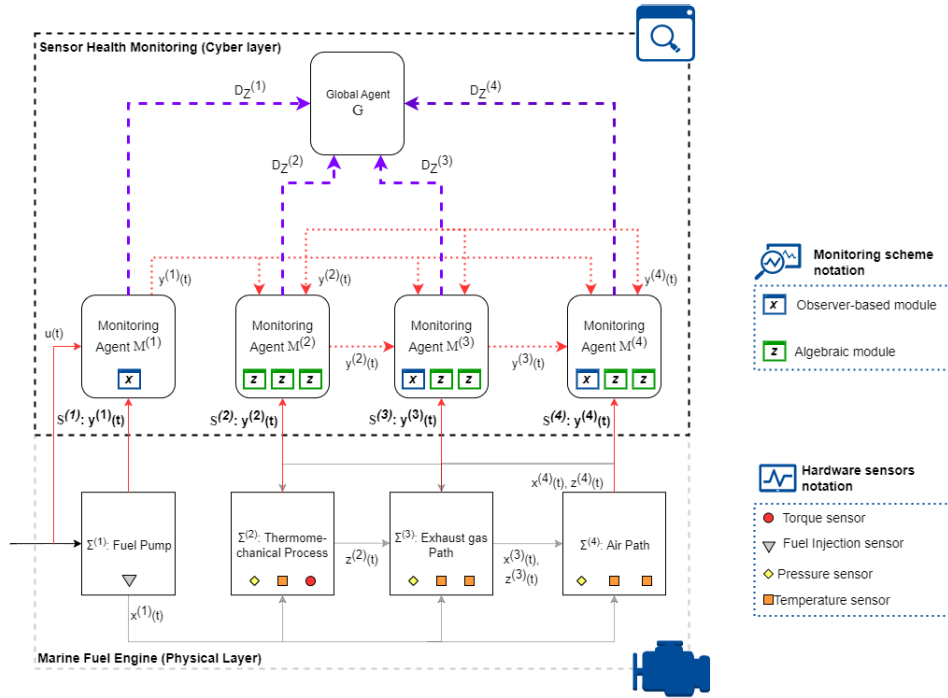 Sensor Health Monitoring (Cyber layer)
Global Agent
G
D_Z^(1)
D_Z^(4)
D_Z^(2)
D_Z^(3)
y^(1)(t)
y^(2)(t)
y^(4)(t)
u(t)
Monitoring
Agent M^(1)
x
Monitoring
Agent M^(2)
z z z
y^(2)(t)
Monitoring
Agent M^(3)
x z z
y^(3)(t)
Monitoring
Agent M^(4)
x z z
S^(1): y^(1)(t)
S^(2): y^(2)(t)
S^(3): y^(3)(t)
S^(4): y^(4)(t)
x^(4)(t), z^(4)(t)
Σ^(1): Fuel Pump
Σ^(2): Thermome-
chanical Process
z^(2)(t)
Σ^(3): Exhaust gas
Path
x^(3)(t),
z^(3)(t)
Σ^(4): Air Path
x^(1)(t)
Marine Fuel Engine (Physical Layer)
Monitoring scheme
notation
x Observer-based module
z Algebraic module
Hardware sensors
notation
Torque sensor
Fuel Injection sensor
Pressure sensor
Temperature sensor